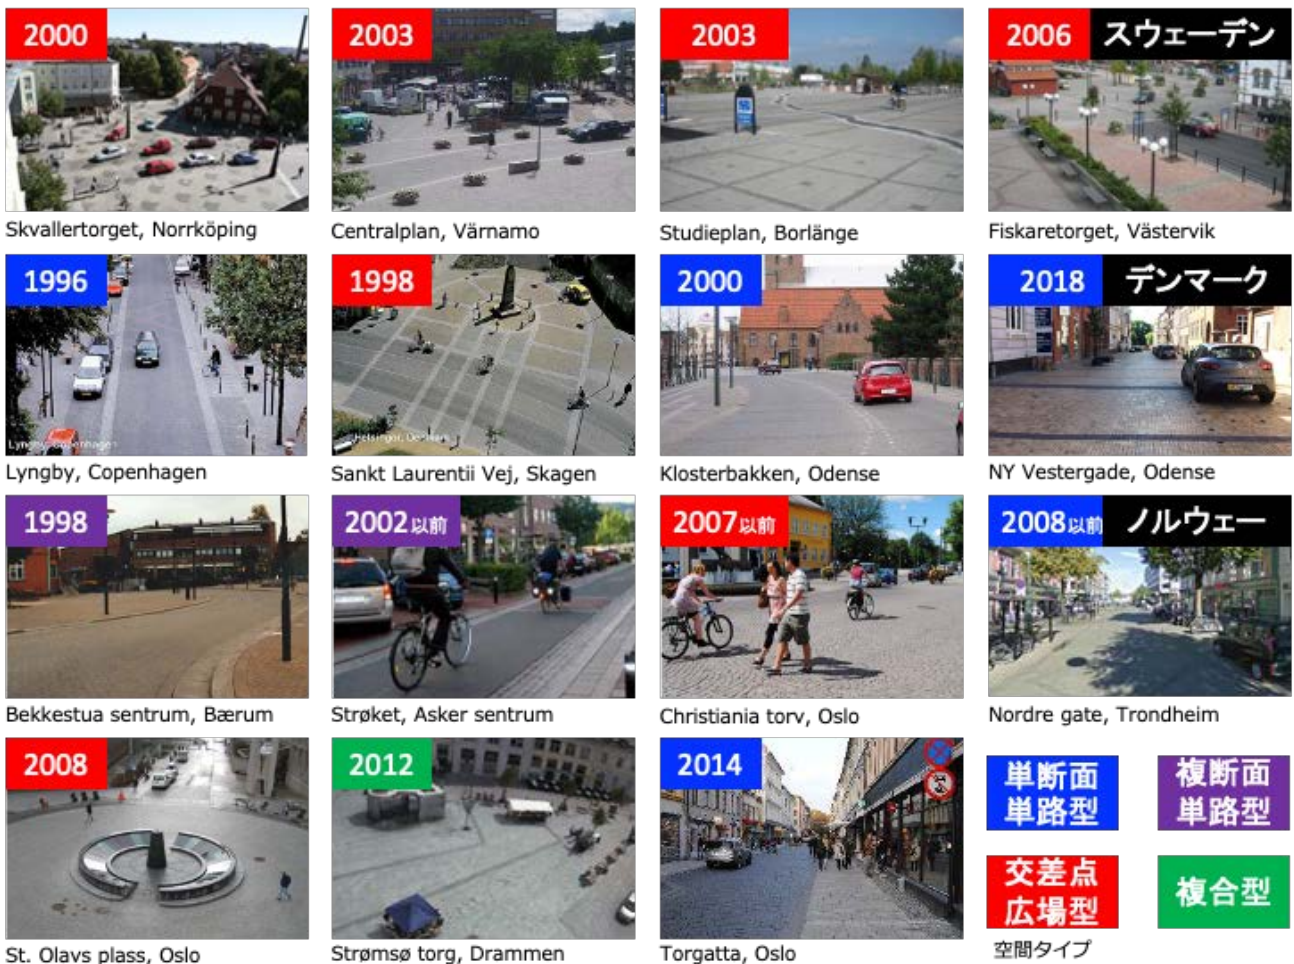 2000
2003
2003
2006 スウェーデン
Skvallertorget, Norrköping
Centralplan, Värnamo
Studieplan, Borlänge
Fiskaretorget, Västervik
1996
1998
2000
2018 デンマーク
Lyngby, Copenhagen
Helsingor, Denmark
Lyngby, Copenhagen
Sankt Laurentii Vej, Skagen
Klosterbakken, Odense
NY Vestergade, Odense
1998
2002以前
2007以前
2008以前 ノルウェー
Bekkestua sentrum, Bærum
Strøket, Asker sentrum
Christiania torv, Oslo
Nordre gate, Trondheim
2008
2012
2014
単断面
単路型
複断面
単路型
交差点
広場型
複合型
空間タイプ
St. Olavs plass, Oslo
Strømsø torg, Drammen
Torgatta, Oslo